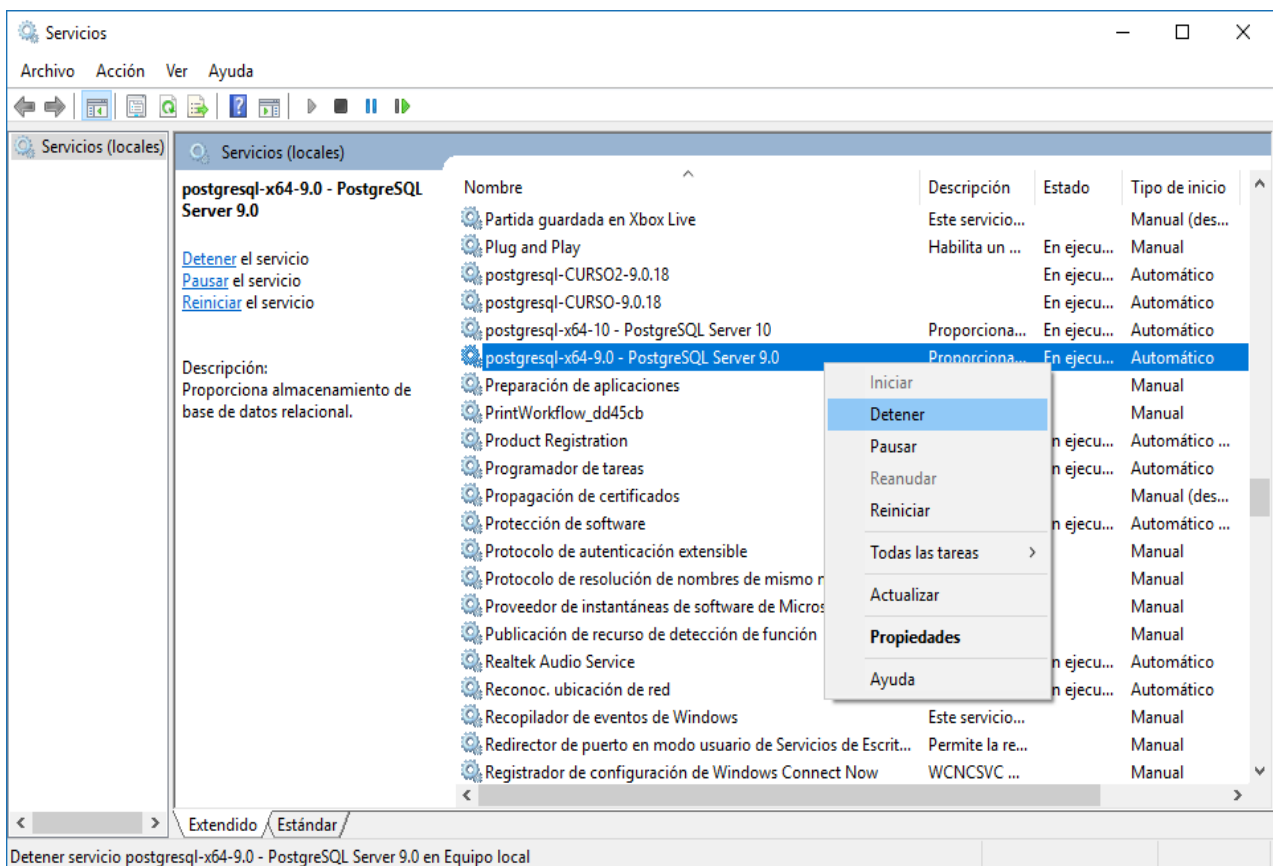 Servicios
Archivo Acción Ver Ayuda
Servicios (locales)
Servicios (locales)
postgresql-x64-9.0 - PostgreSQL
Server 9.0
Detener el servicio
Pausar el servicio
Reiniciar el servicio
Descripción:
Proporciona almacenamiento de
base de datos relacional.
Nombre Descripción Estado Tipo de inicio
Partida guardada en Xbox Live Este servicio... Manual (des...
Plug and Play Habilita un ... En ejecu... Manual
postgresql-CURSO2-9.0.18 En ejecu... Automático
postgresql-CURSO-9.0.18 En ejecu... Automático
postgresql-x64-10 - PostgreSQL Server 10 Proporciona... En ejecu... Automático
postgresql-x64-9.0 - PostgreSQL Server 9.0 Proporciona... En ejecu... Automático
Preparación de aplicaciones Manual
PrintWorkflow_dd45cb Manual
Product Registration n ejecu... Automático ...
Programador de tareas n ejecu... Automático
Propagación de certificados Manual (des...
Protección de software n ejecu... Automático ...
Protocolo de autenticación extensible Manual
Protocolo de resolución de nombres de mismo Manual
Proveedor de instantáneas de software de Micros Manual
Publicación de recurso de detección de función Manual
Realtek Audio Service n ejecu... Automático
Reconoc. ubicación de red n ejecu... Automático
Recopilador de eventos de Windows Este servicio... Manual
Redirector de puerto en modo usuario de Servicios de Escrit... Permite la re... Manual
Registrador de configuración de Windows Connect Now WCNCSVC ... Manual
Iniciar
Detener
Pausar
Reanudar
Reiniciar
Todas las tareas
Actualizar
Propiedades
Ayuda
Extendido Estándar
Detener servicio postgresql-x64-9.0 - PostgreSQL Server 9.0 en Equipo local